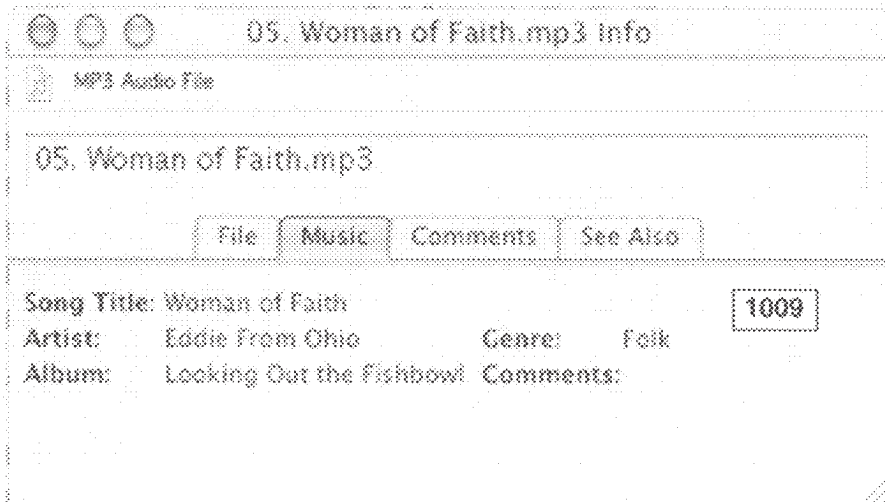 05. Woman of Faith.mp3 Info
MP3 Audio File
05. Woman of Faith.mp3
File Music Comments See Also
Song Title: Woman of Faith 1009
Artist: Eddie From Ohio Genre: Folk
Album: Looking Out the Fishbowl Comments: